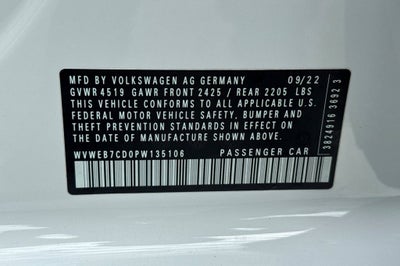 MFD BY VOLKSWAGEN AG GERMANY 09/22
GVWR 4519 GAWR FRONT 2425 / REAR 2205 LBS
THIS VEHICLE CONFORMS TO ALL APPLICABLE U.S.
FEDERAL MOTOR VEHICLE SAFETY, BUMPER AND
THEFT PREVENTION STANDARDS IN EFFECT ON
THE DATE OF MANUFACTURE SHOWN ABOVE.
WVWEB7CD0PW135106 PASSENGER CAR
3824916 3692 3